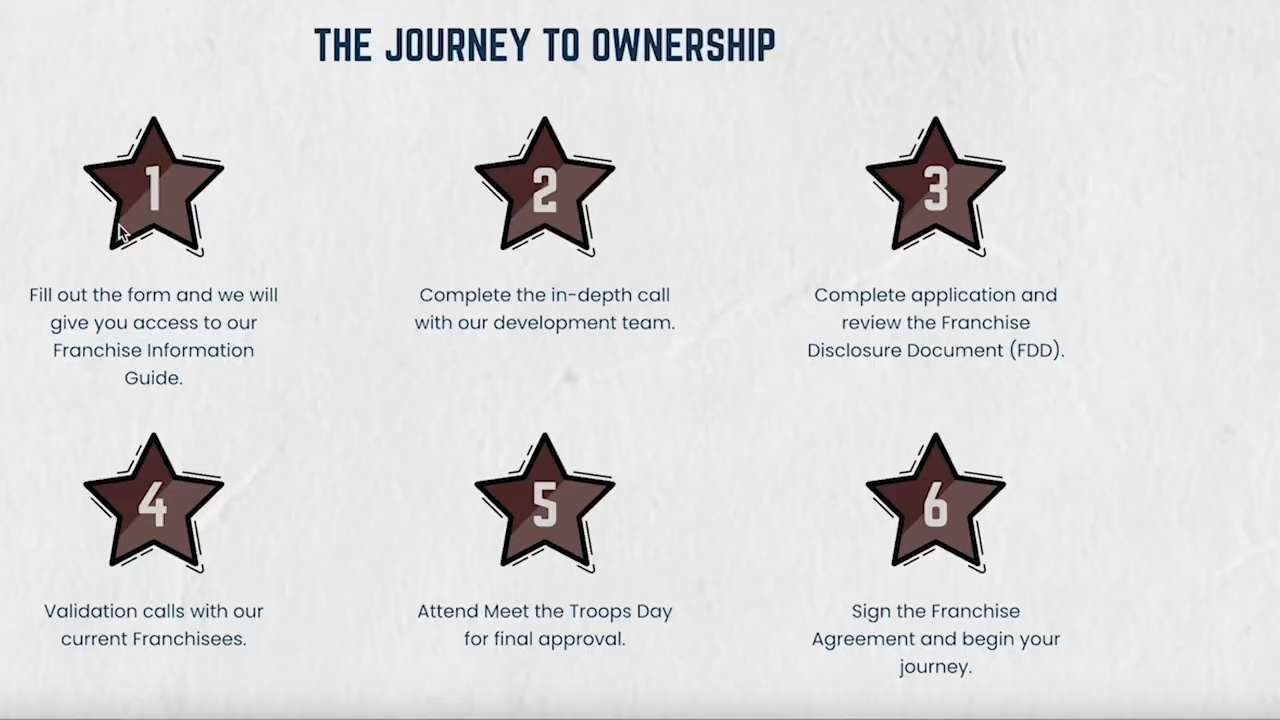 THE JOURNEY TO OWNERSHIP
1
2
3
Fill out the form and we will
give you access to our
Franchise Information
Guide.
Complete the in-depth call
with our development team.
Complete application and
review the Franchise
Disclosure Document (FDD).
4
5
6
Validation calls with our
current Franchisees.
Attend Meet the Troops Day
for final approval.
Sign the Franchise
Agreement and begin your
journey.